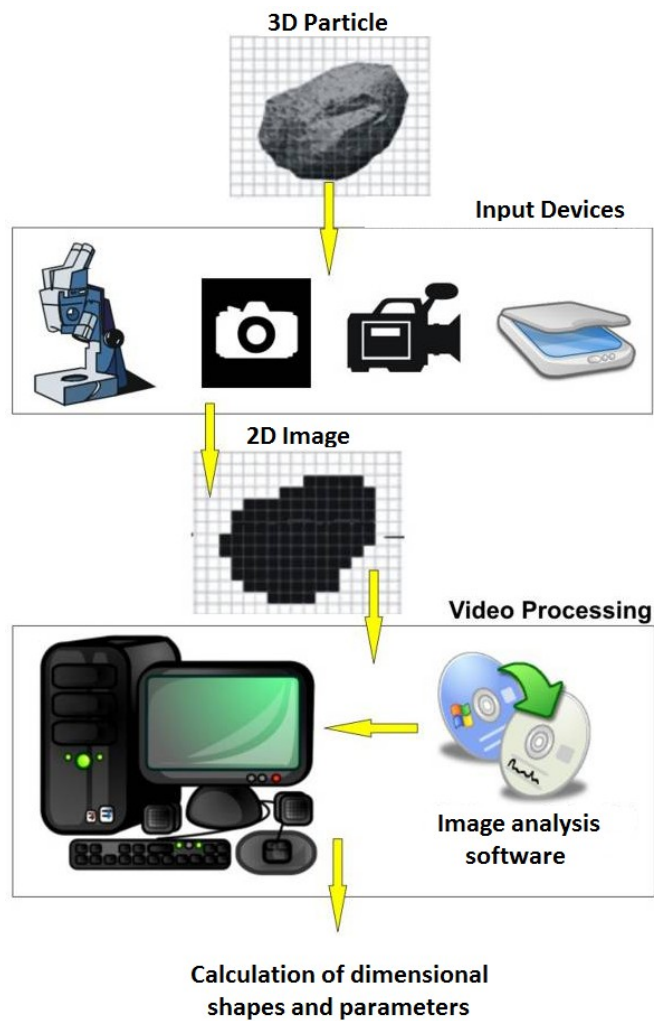 3D Particle
Input Devices
2D Image
Video Processing
Image analysis
software
Calculation of dimensional
shapes and parameters